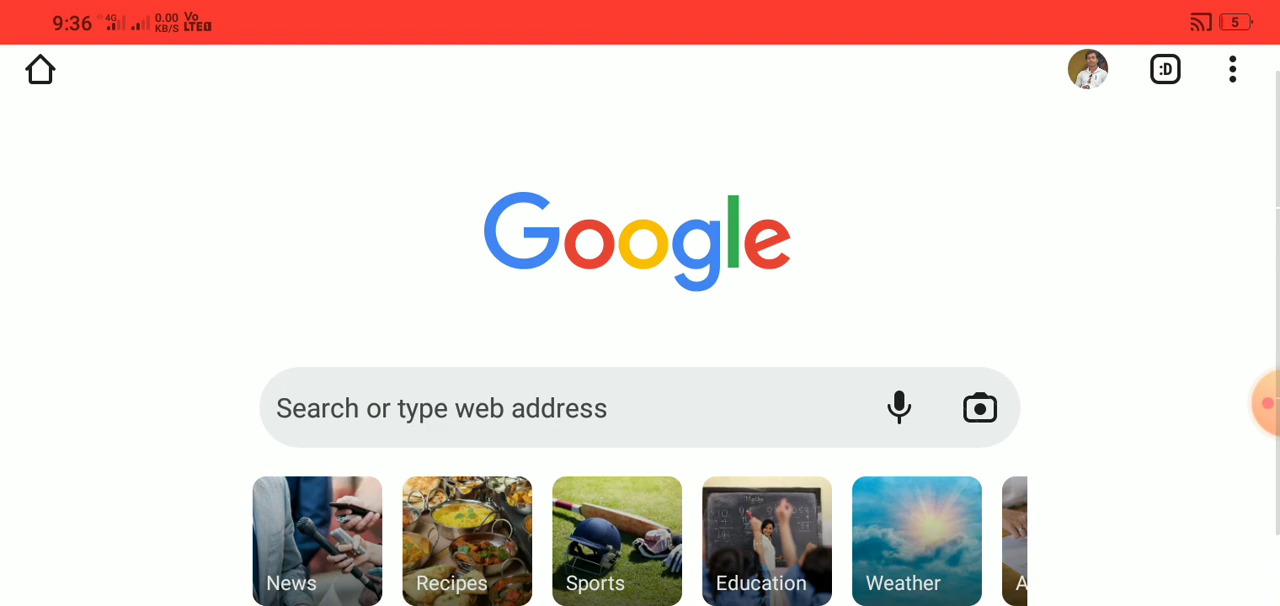 9:36 4G 0.00 KB/S Vo LTE 5
:D
Google
Search or type web address
News Recipes Sports Education Weather A